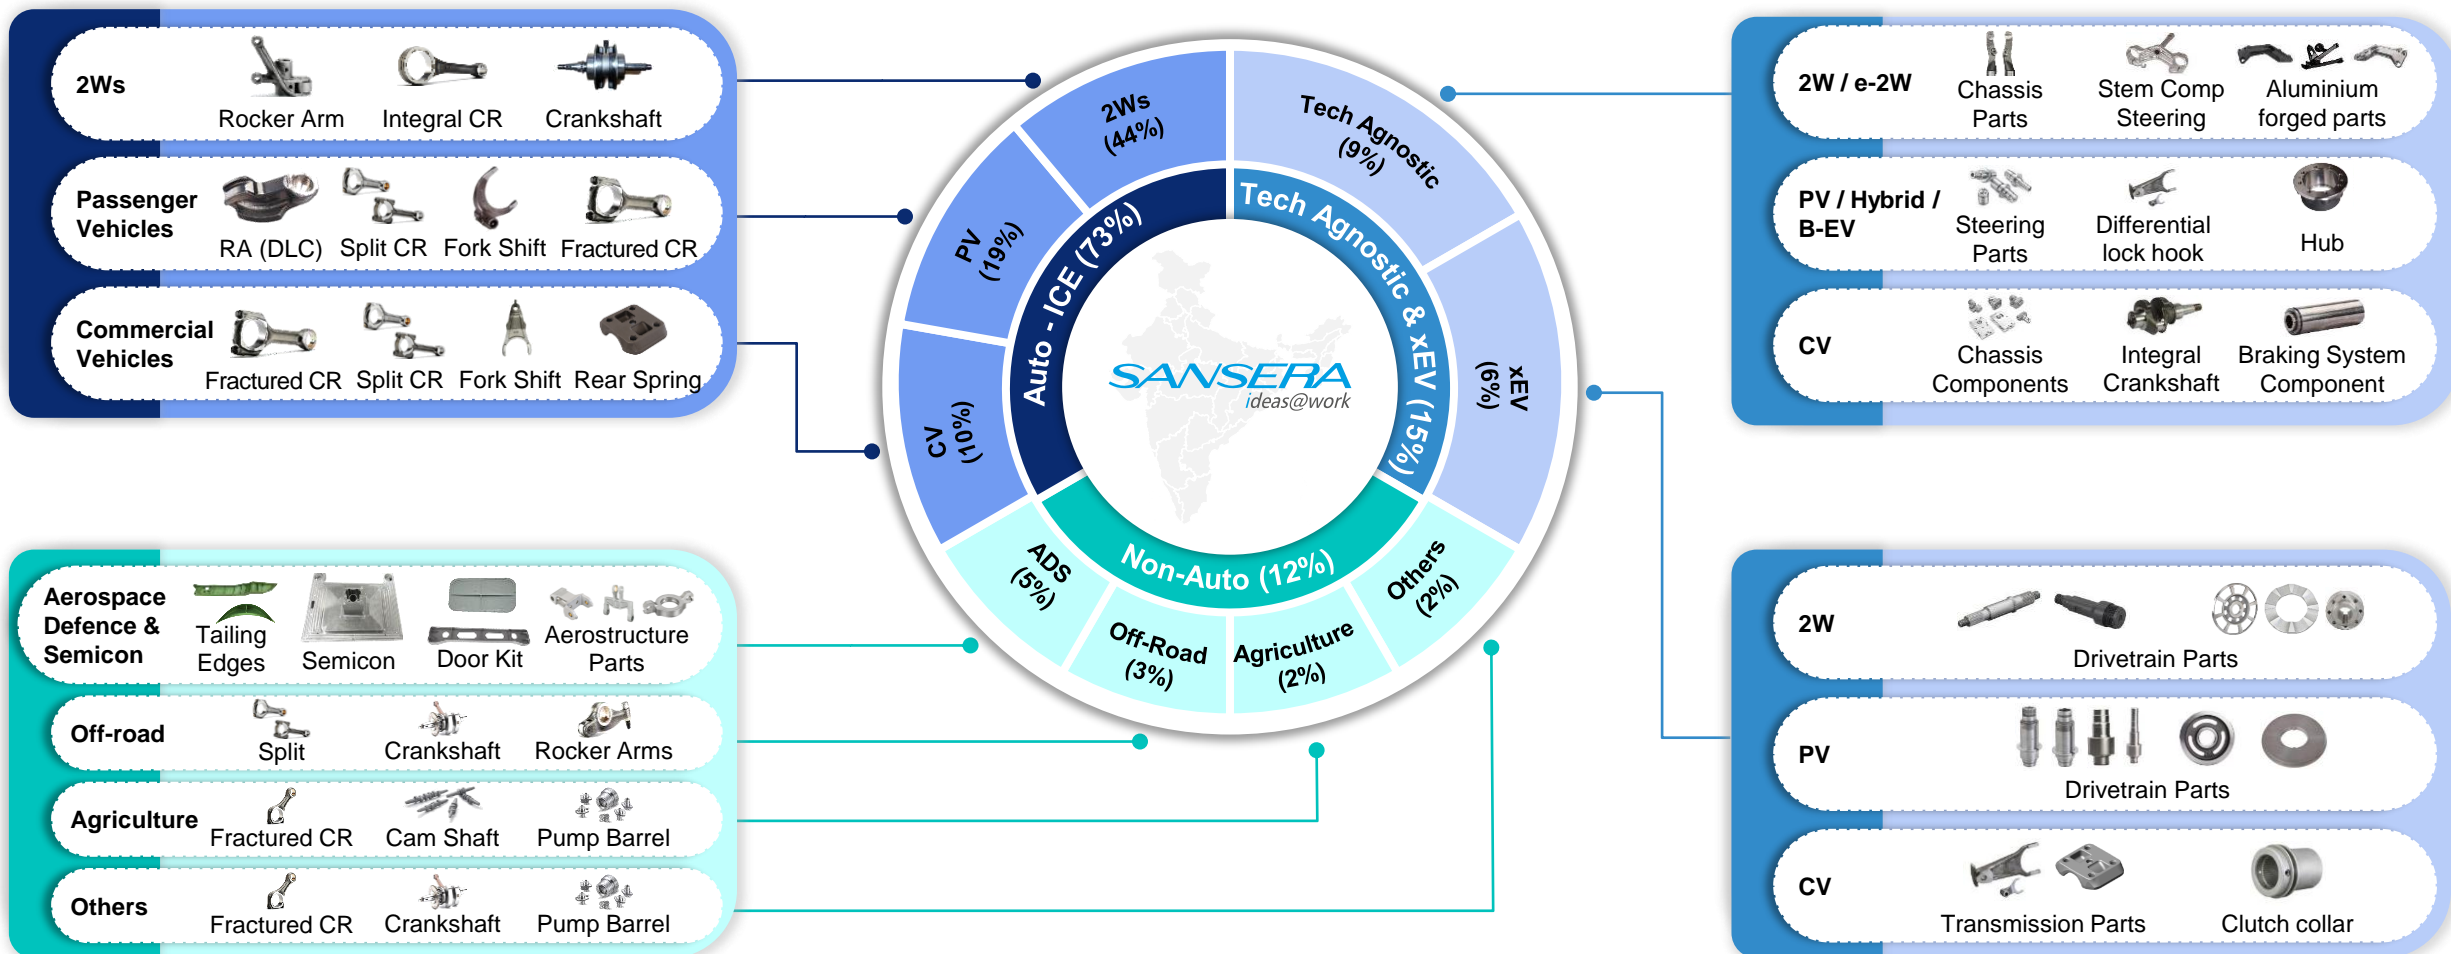 2Ws
Rocker Arm
Integral CR
Crankshaft
Passenger
Vehicles
RA (DLC)
Split CR
Fork Shift
Fractured CR
Commercial
Vehicles
Fractured CR
Split CR
Fork Shift
Rear Spring
2Ws
(44%)
PV
(19%)
CV
(10%)
Auto - ICE (73%)
Tech Agnostic
(9%)
xEV
(6%)
Tech Agnostic & xEV (15%)
SANSERA
ideas@work
Non-Auto (12%)
ADS
(5%)
Off-Road
(3%)
Agriculture
(2%)
Others
(2%)
2W / e-2W
Chassis
Parts
Stem Comp
Steering
Aluminium
forged parts
PV / Hybrid /
B-EV
Steering
Parts
Differential
lock hook
Hub
CV
Chassis
Components
Integral
Crankshaft
Braking System
Component
Aerospace
Defence &
Semicon
Tailing
Edges
Semicon
Door Kit
Aerostructure
Parts
Off-road
Split
Crankshaft
Rocker Arms
Agriculture
Fractured CR
Cam Shaft
Pump Barrel
Others
Fractured CR
Crankshaft
Pump Barrel
2W
Drivetrain Parts
PV
Drivetrain Parts
CV
Transmission Parts
Clutch collar